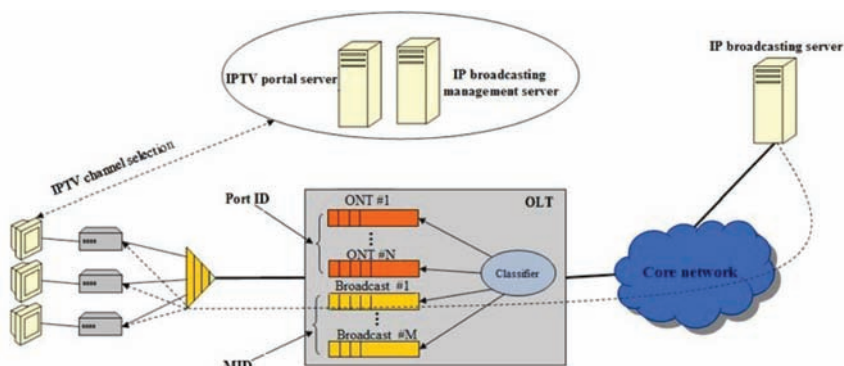 IP broadcasting server
IPTV portal server
IP broadcasting
management server
IPTV channel selection
Port ID
ONT #1
OLT
ONT #N
Classifier
Core network
Broadcast #1
Broadcast #M
MID